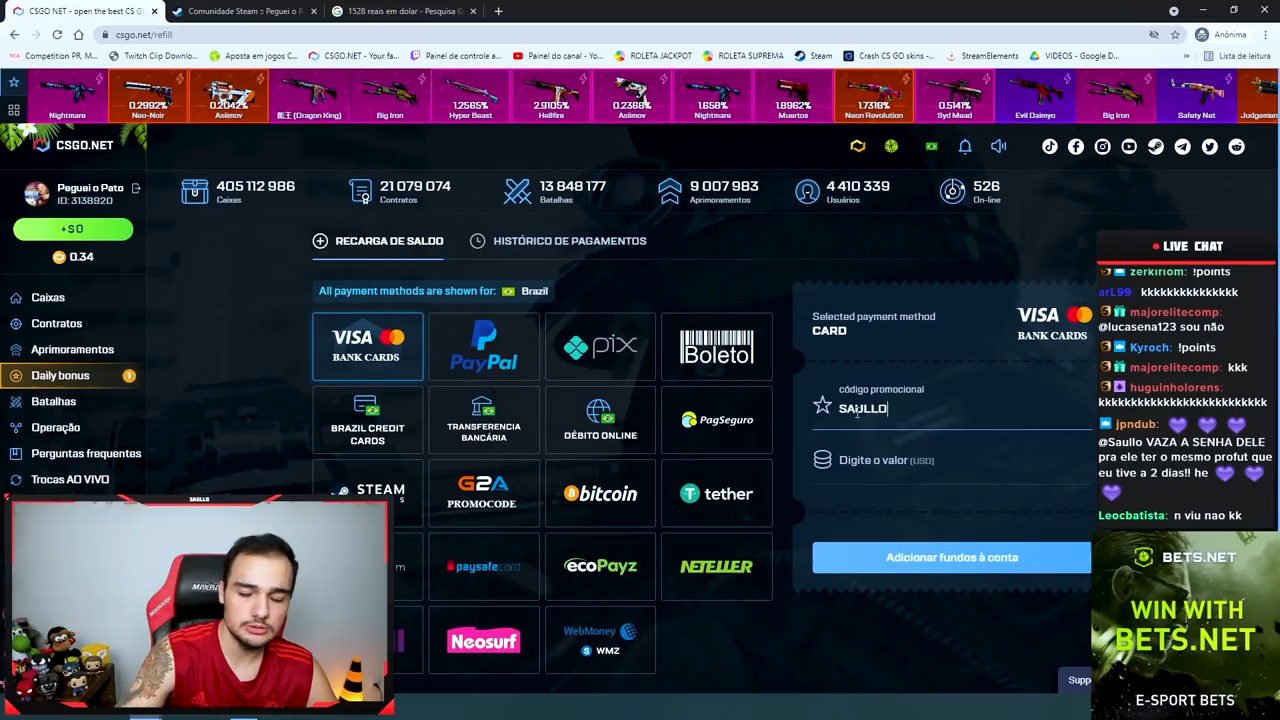 CSGO NET - open the best CS G
Comunidade Steam :: Peguei o P
1528 reais em dolar - Pesquisa G
csgo.net/refill
Anónima
Competition PR, M...
Twitch Clip Downlo...
Aposta em jogos C...
CSGO.NET - Your fa...
Painel de controle a...
Painel do canal - Yo...
ROLETA JACKPOT
ROLETA SUPREMA
Steam
Crash CS GO skins -...
StreamElements
VIDEOS - Google D...
»
Lista de leitura
0.2992%
0.2042%
1.2565%
2.9105%
0.2368%
1.658%
1.8962%
1.7318%
0.5141%
Nightmare
Neo-Noir
Asiimov
龍王 (Dragon King)
Big Iron
Hyper Beast
Hellfire
Asiimov
Nightmare
Muertos
Neon Revolution
Syd Mead
Evil Daimyo
Big Iron
Safety Net
Judgemen
CSGO.NET
Peguei o Pato
ID: 3138920
+$0
0.34
405 112 986
Caixas
21 079 074
Contratos
13 848 177
Batalhas
9 007 983
Aprimoramentos
4 410 339
Usuários
526
On-line
Caixas
Contratos
Aprimoramentos
Daily bonus
1
Batalhas
Operação
Perguntas frequentes
Trocas AO VIVO
RECARGA DE SALDO
HISTÓRICO DE PAGAMENTOS
All payment methods are shown for:
Brazil
VISA
BANK CARDS
PayPal
pix
Boleto
BRAZIL CREDIT
CARDS
TRANSFERENCIA
BANCÁRIA
DÉBITO ONLINE
PagSeguro
STEAM
G2A
PROMOCODE
bitcoin
tether
paysafecard
ecoPayz
NETELLER
Neosurf
WebMoney
WMZ
Selected payment method
CARD
VISA
BANK CARDS
código promocional
SAULLO
Digite o valor (USD)
Adicionar fundos à conta
Supp
LIVE CHAT
zerkiriom: !points
arL99: kkkkkkkkkkkkkkk
majorelitecomp:
@lucasena123 sou não
Kyroch: !points
majorelitecomp: kkk
huguinholorens:
kkkkkkkkkkkkkkkkkkkkkkkkkk
jpndub:
@Saullo VAZA A SENHA DELE
pra ele ter o mesmo profut que
eu tive a 2 dias!! he
Leocbatista: n viu nao kk
BETS.NET
WIN WITH
BETS.NET
E-SPORT BETS
SAULLO